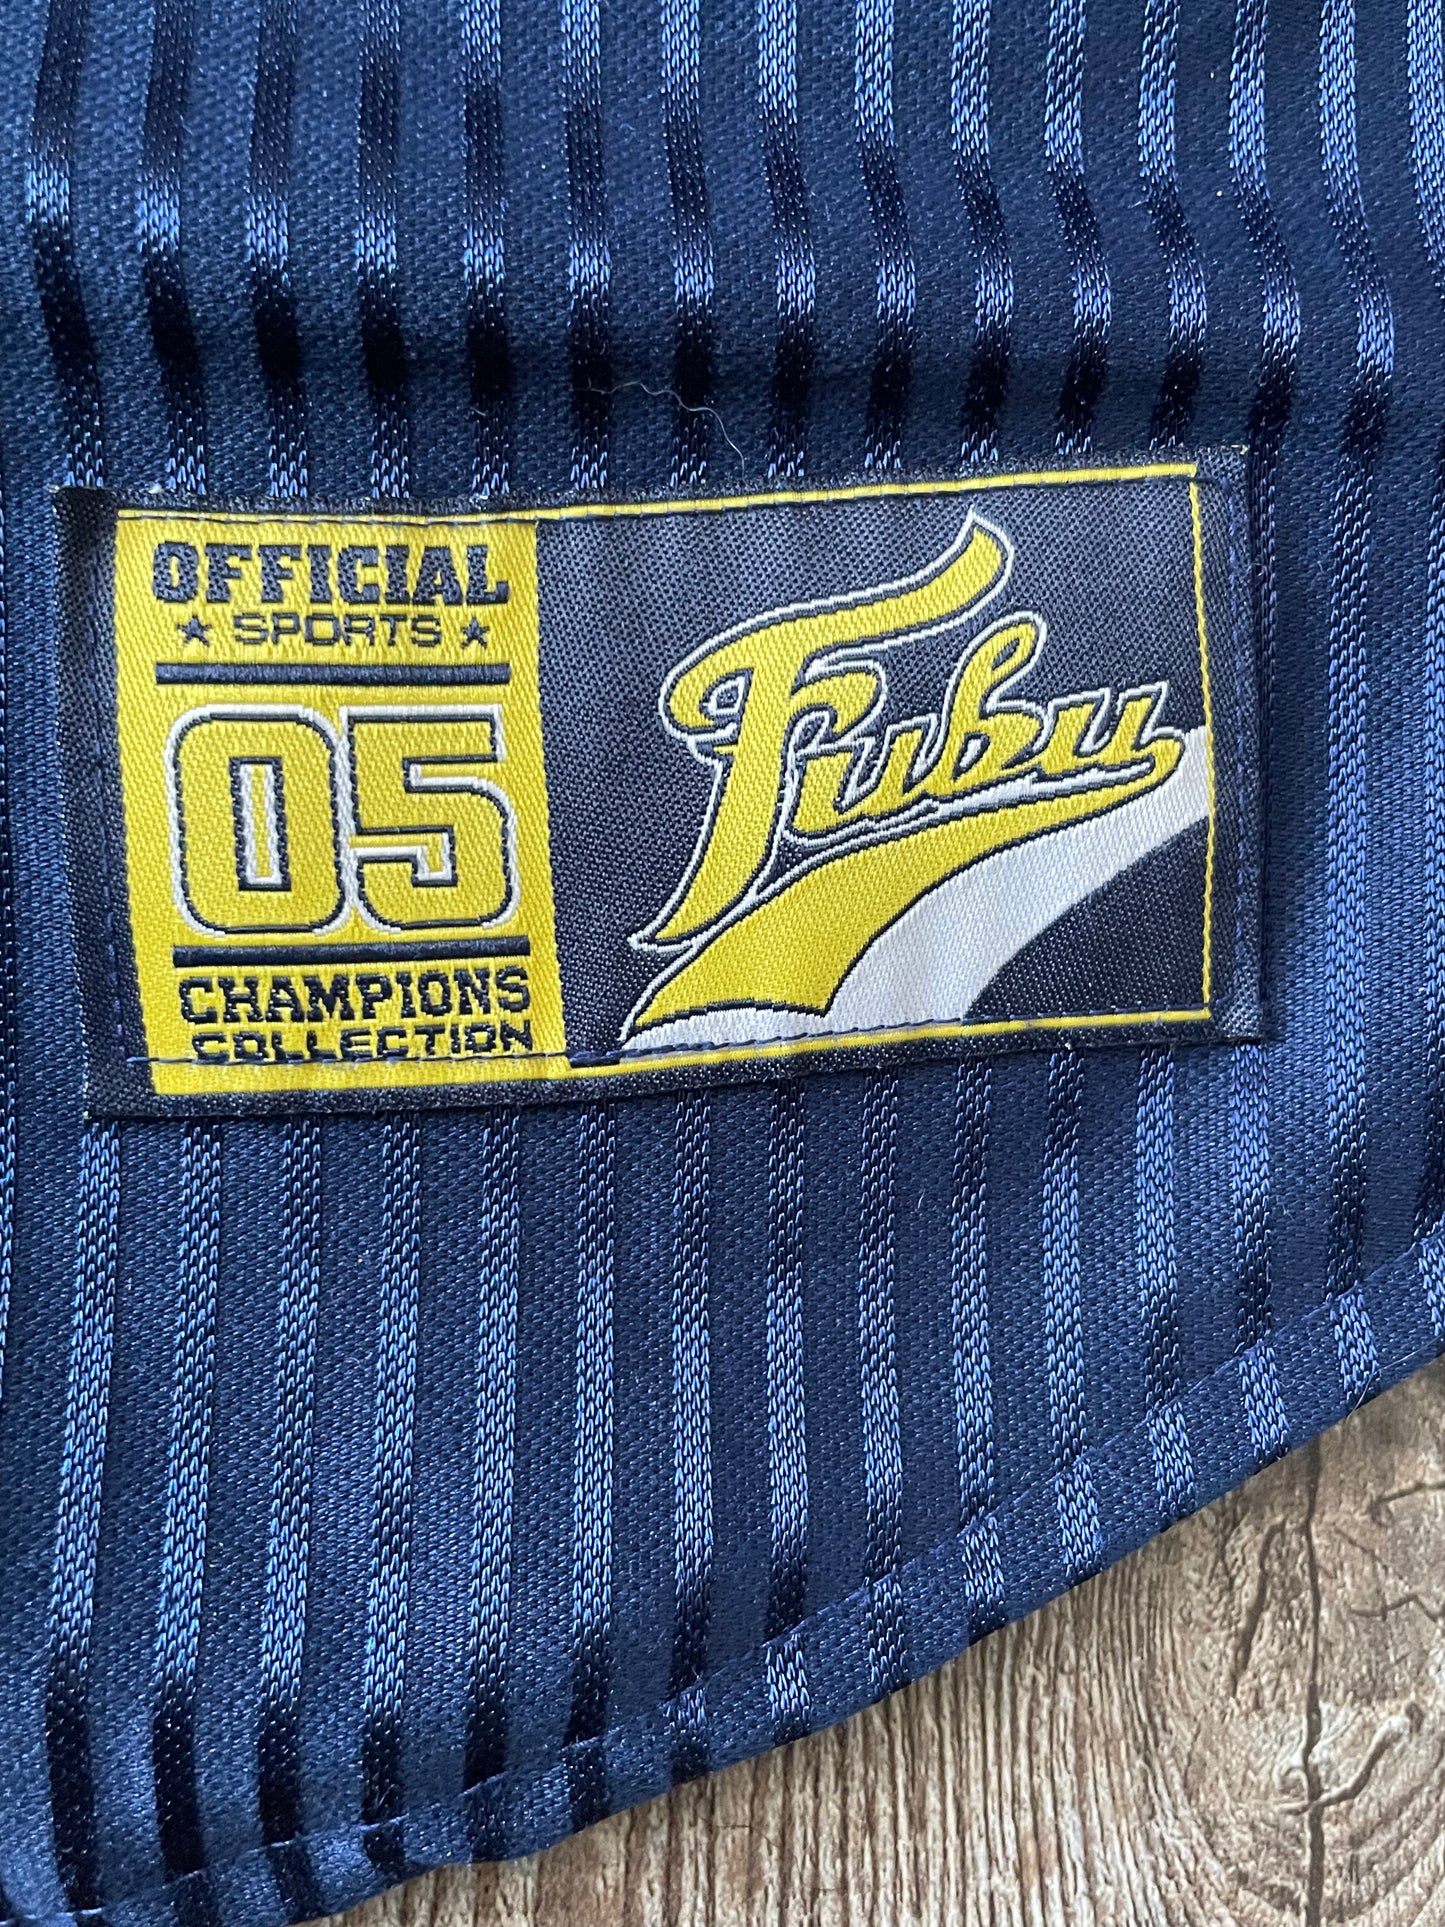 OFFICIAL
★ SPORTS ★
05
CHAMPIONS
COLLECTION
Fubu